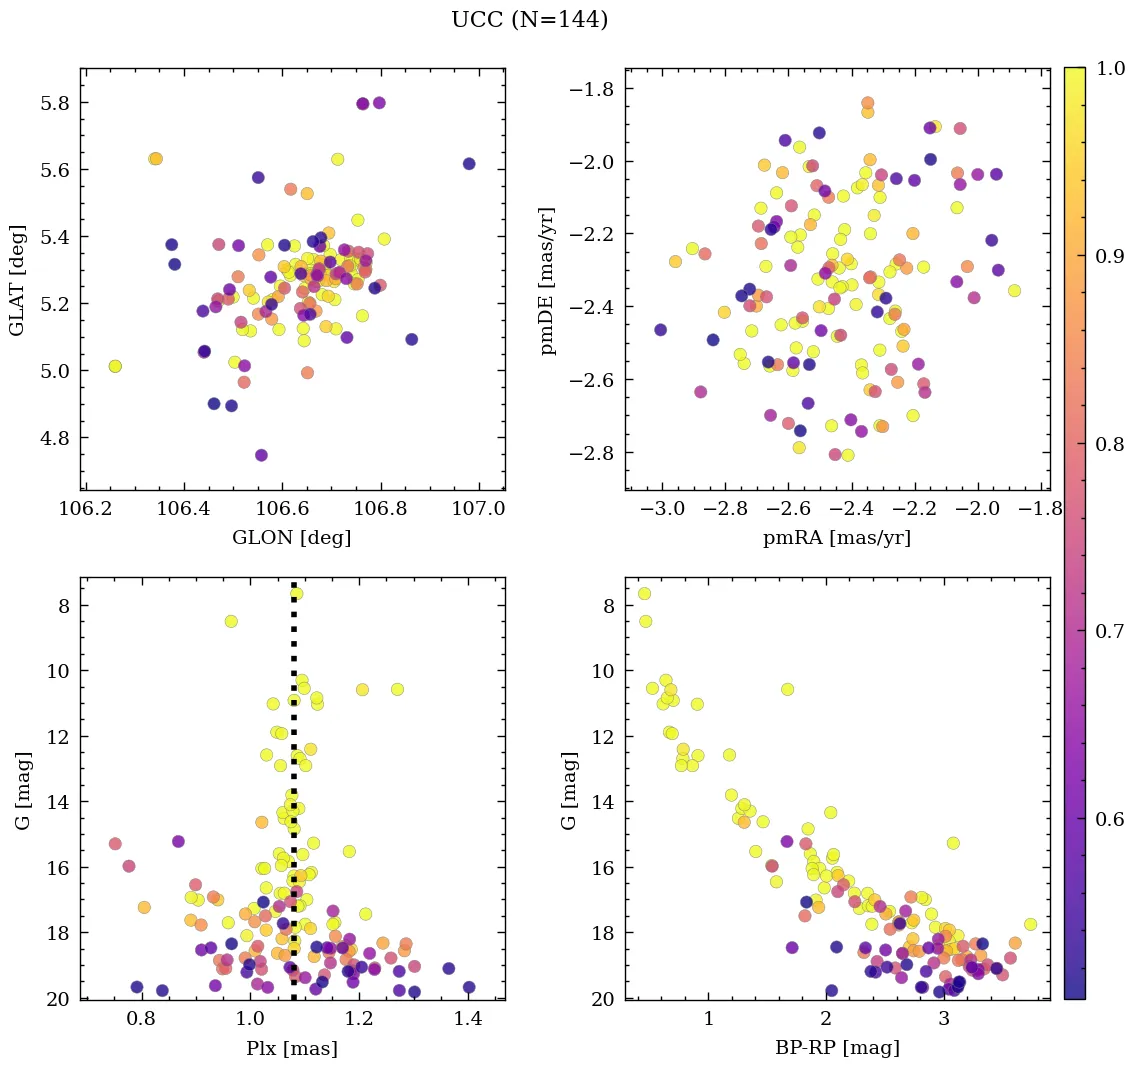 UCC (N=144)
5.8
5.6
5.4
5.2
5.0
4.8
GLAT [deg]
106.2 106.4 106.6 106.8 107.0
GLON [deg]
−1.8
−2.0
−2.2
−2.4
−2.6
−2.8
pmDE [mas/yr]
−3.0 −2.8 −2.6 −2.4 −2.2 −2.0 −1.8
pmRA [mas/yr]
8
10
12
14
16
18
20
G [mag]
0.8 1.0 1.2 1.4
Plx [mas]
8
10
12
14
16
18
20
G [mag]
1 2 3
BP-RP [mag]
1.0
0.9
0.8
0.7
0.6